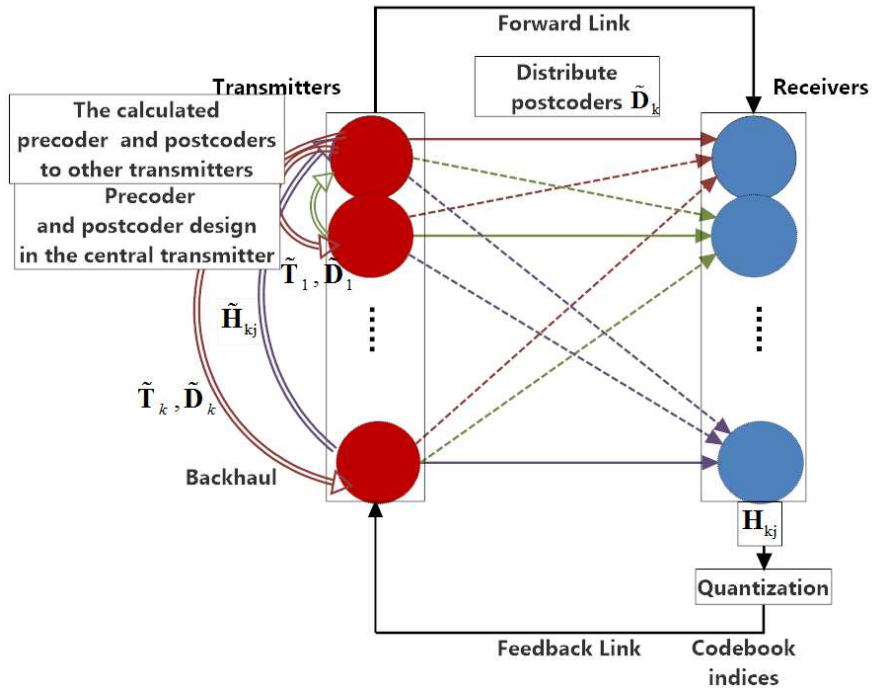 Forward Link
Transmitters
Distribute
postcoders D̃ₖ
Receivers
The calculated
precoder and postcoders
to other transmitters
Precoder
and postcoder design
in the central transmitter
T̃₁, D̃₁
H̃ₖⱼ
T̃ₖ, D̃ₖ
Backhaul
Hₖⱼ
Quantization
Feedback Link
Codebook
indices